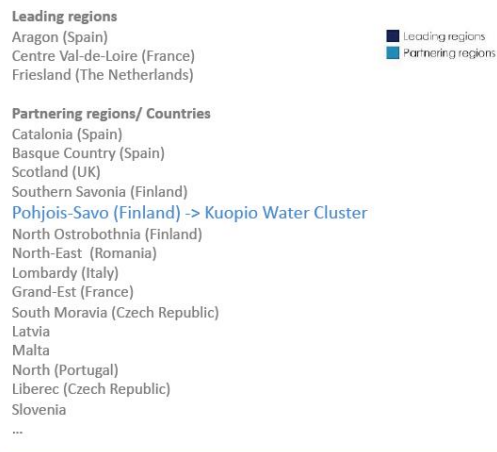 Leading regions
Aragon (Spain)
Centre Val-de-Loire (France)
Friesland (The Netherlands)
Leading regions
Partnering regions
Partnering regions/ Countries
Catalonia (Spain)
Basque Country (Spain)
Scotland (UK)
Southern Savonia (Finland)
Pohjois-Savo (Finland) -> Kuopio Water Cluster
North Ostrobothnia (Finland)
North-East  (Romania)
Lombardy (Italy)
Grand-Est (France)
South Moravia (Czech Republic)
Latvia
Malta
North (Portugal)
Liberec (Czech Republic)
Slovenia
...